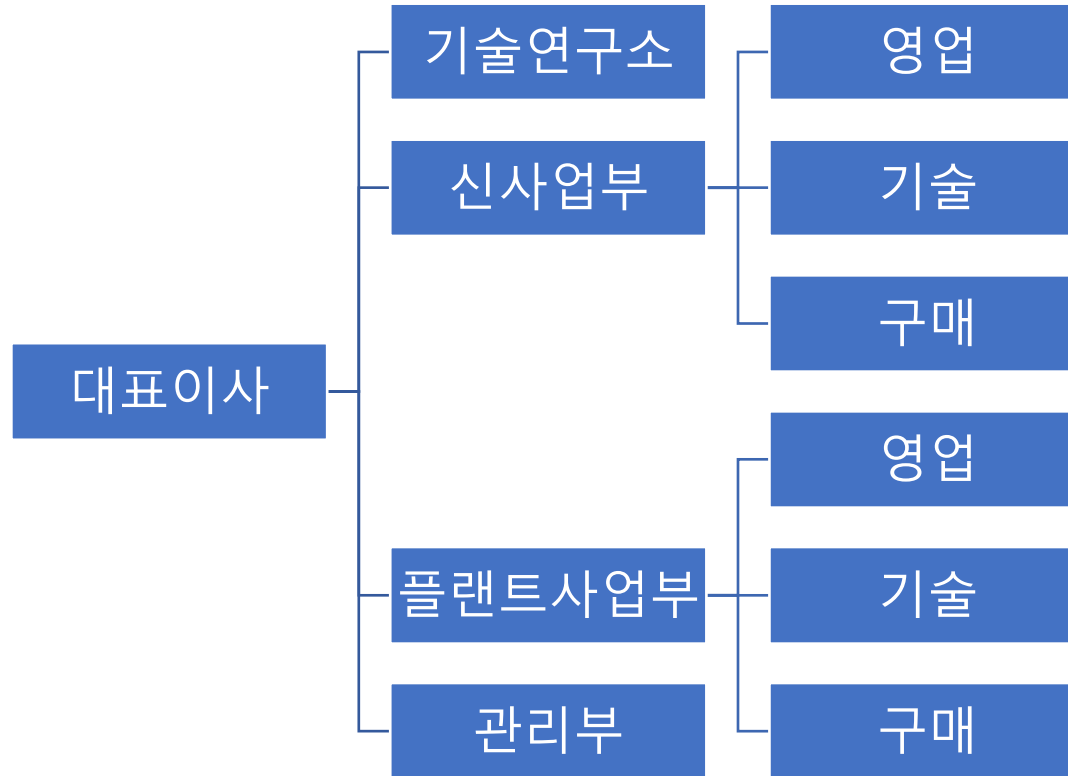 대표이사
기술연구소
신사업부
영업
기술
구매
플랜트사업부
영업
기술
구매
관리부